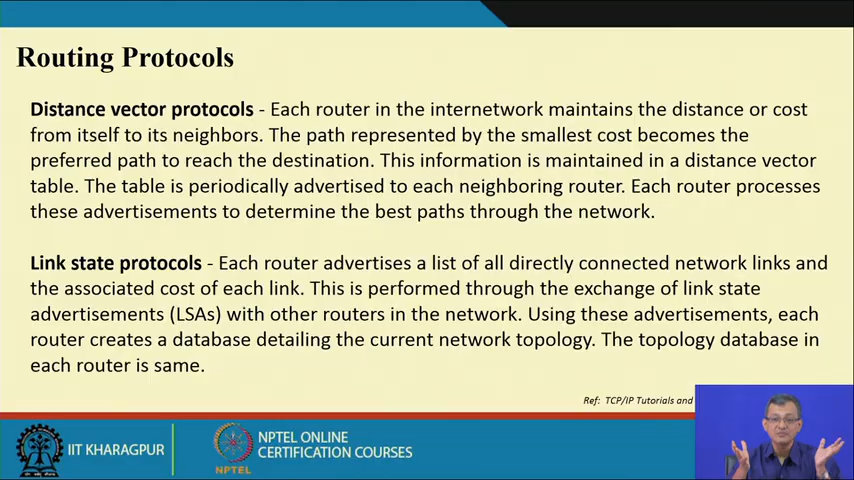 Routing Protocols
Distance vector protocols - Each router in the internetwork maintains the distance or cost
from itself to its neighbors. The path represented by the smallest cost becomes the
preferred path to reach the destination. This information is maintained in a distance vector
table. The table is periodically advertised to each neighboring router. Each router processes
these advertisements to determine the best paths through the network.
Link state protocols - Each router advertises a list of all directly connected network links and
the associated cost of each link. This is performed through the exchange of link state
advertisements (LSAs) with other routers in the network. Using these advertisements, each
router creates a database detailing the current network topology. The topology database in
each router is same.
Ref: TCP/IP Tutorials and
IIT KHARAGPUR
NPTEL
NPTEL ONLINE
CERTIFICATION COURSES